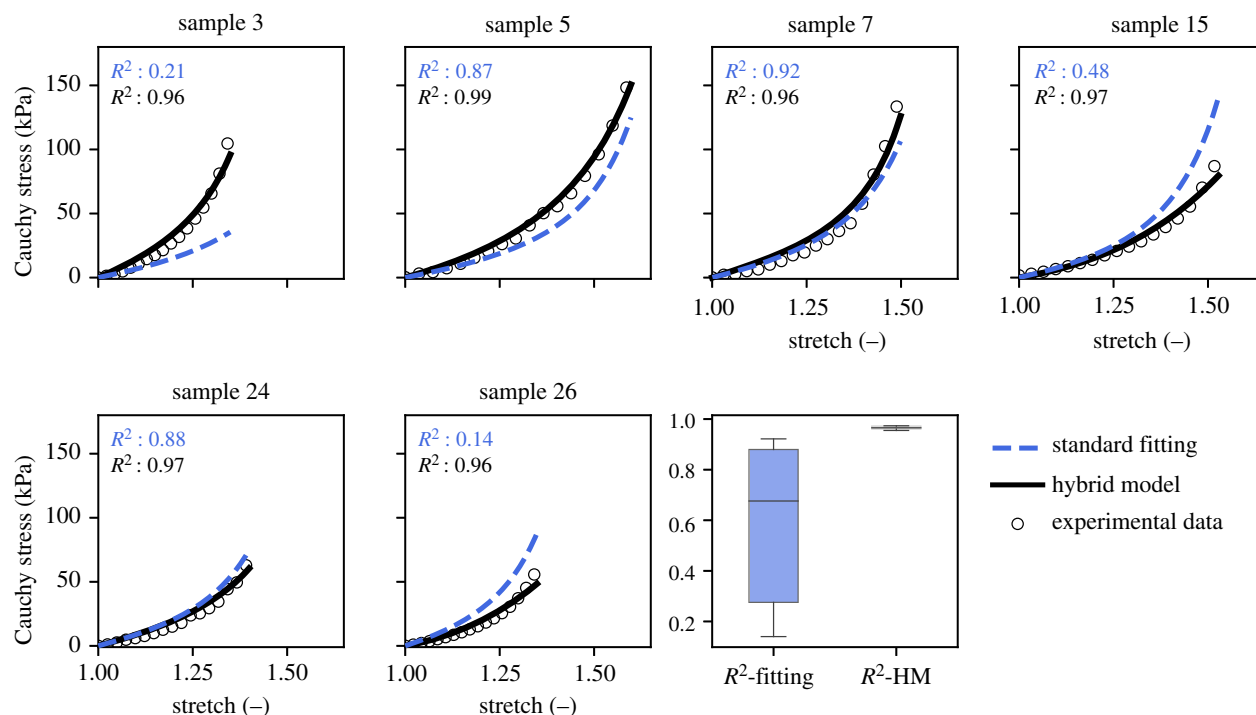 sample 3
sample 5
sample 7
sample 15
Cauchy stress (kPa)
150
100
50
0
R² : 0.21
R² : 0.96
R² : 0.87
R² : 0.99
R² : 0.92
R² : 0.96
R² : 0.48
R² : 0.97
1.00 1.25 1.50
stretch (–)
1.00 1.25 1.50
stretch (–)
sample 24
sample 26
Cauchy stress (kPa)
150
100
50
0
R² : 0.88
R² : 0.97
R² : 0.14
R² : 0.96
1.00 1.25 1.50
stretch (–)
1.00 1.25 1.50
stretch (–)
1.0
0.8
0.6
0.4
0.2
R²-fitting R²-HM
standard fitting
hybrid model
experimental data